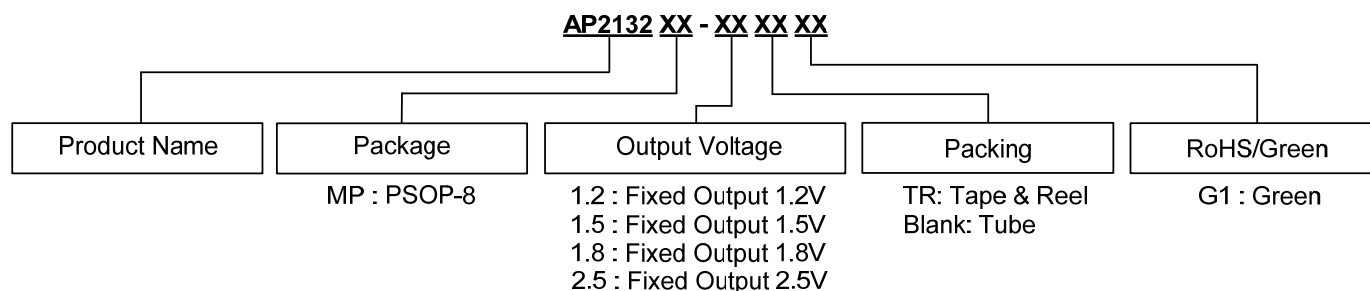 AP2132 XX - XX XX XX
Product Name
Package
Output Voltage
Packing
RoHS/Green
MP : PSOP-8
1.2 : Fixed Output 1.2V
1.5 : Fixed Output 1.5V
1.8 : Fixed Output 1.8V
2.5 : Fixed Output 2.5V
TR: Tape & Reel
Blank: Tube
G1 : Green